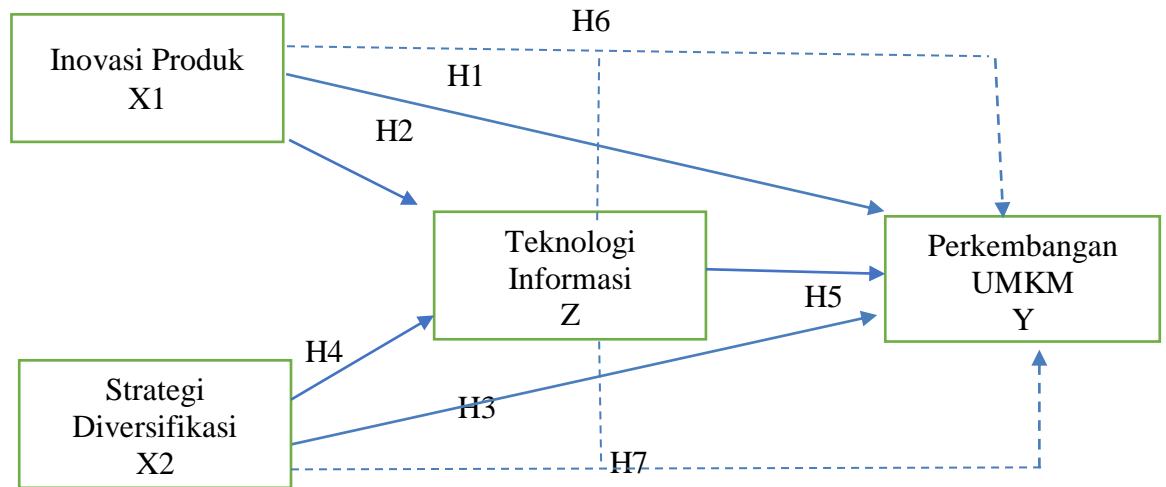 H6
Inovasi Produk
X1
H1
H2
Teknologi
Informasi
Z
Perkembangan
UMKM
Y
H5
H4
Strategi
Diversifikasi
X2
H3
H7